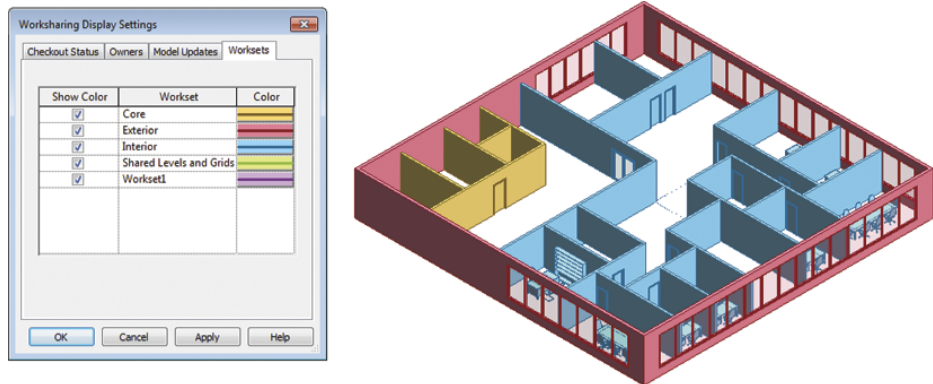 Worksharing Display Settings
Checkout Status Owners Model Updates Worksets
Show Color Workset Color
Core
Exterior
Interior
Shared Levels and Grids
Workset1
OK Cancel Apply Help